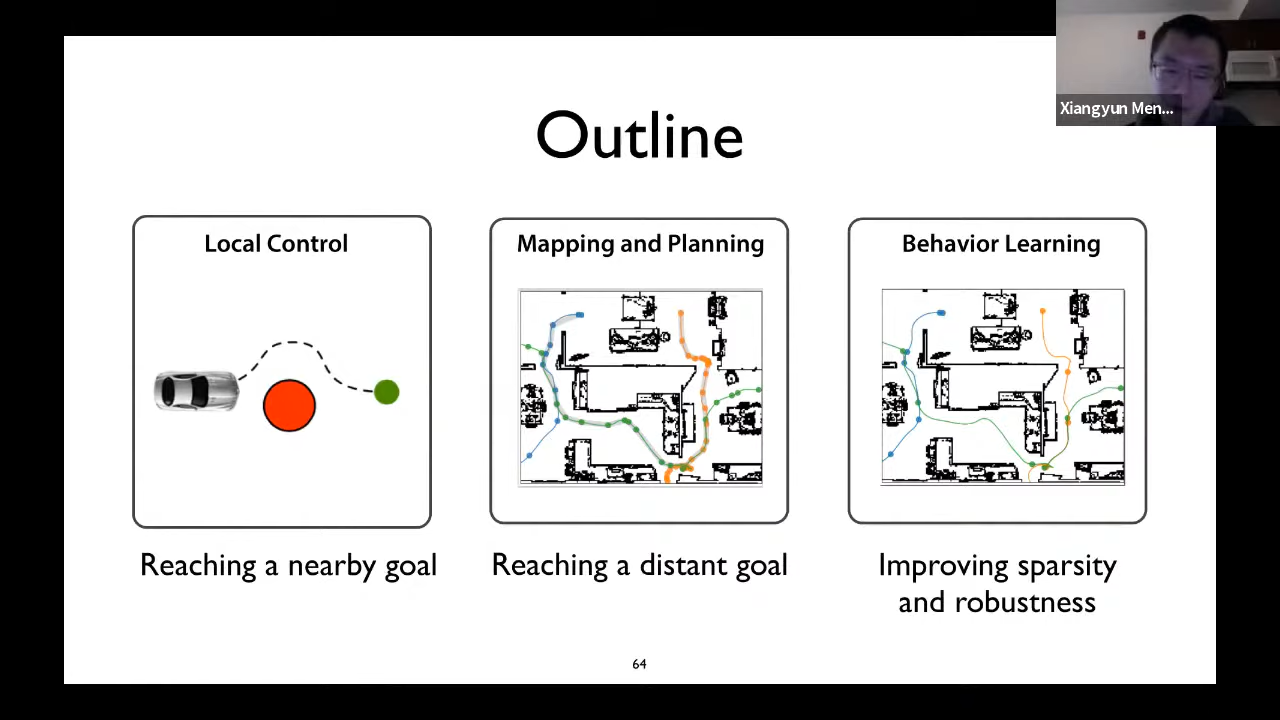 Xiangyun Men...
Outline
Local Control
Mapping and Planning
Behavior Learning
Reaching a nearby goal
Reaching a distant goal
Improving sparsity
and robustness
64